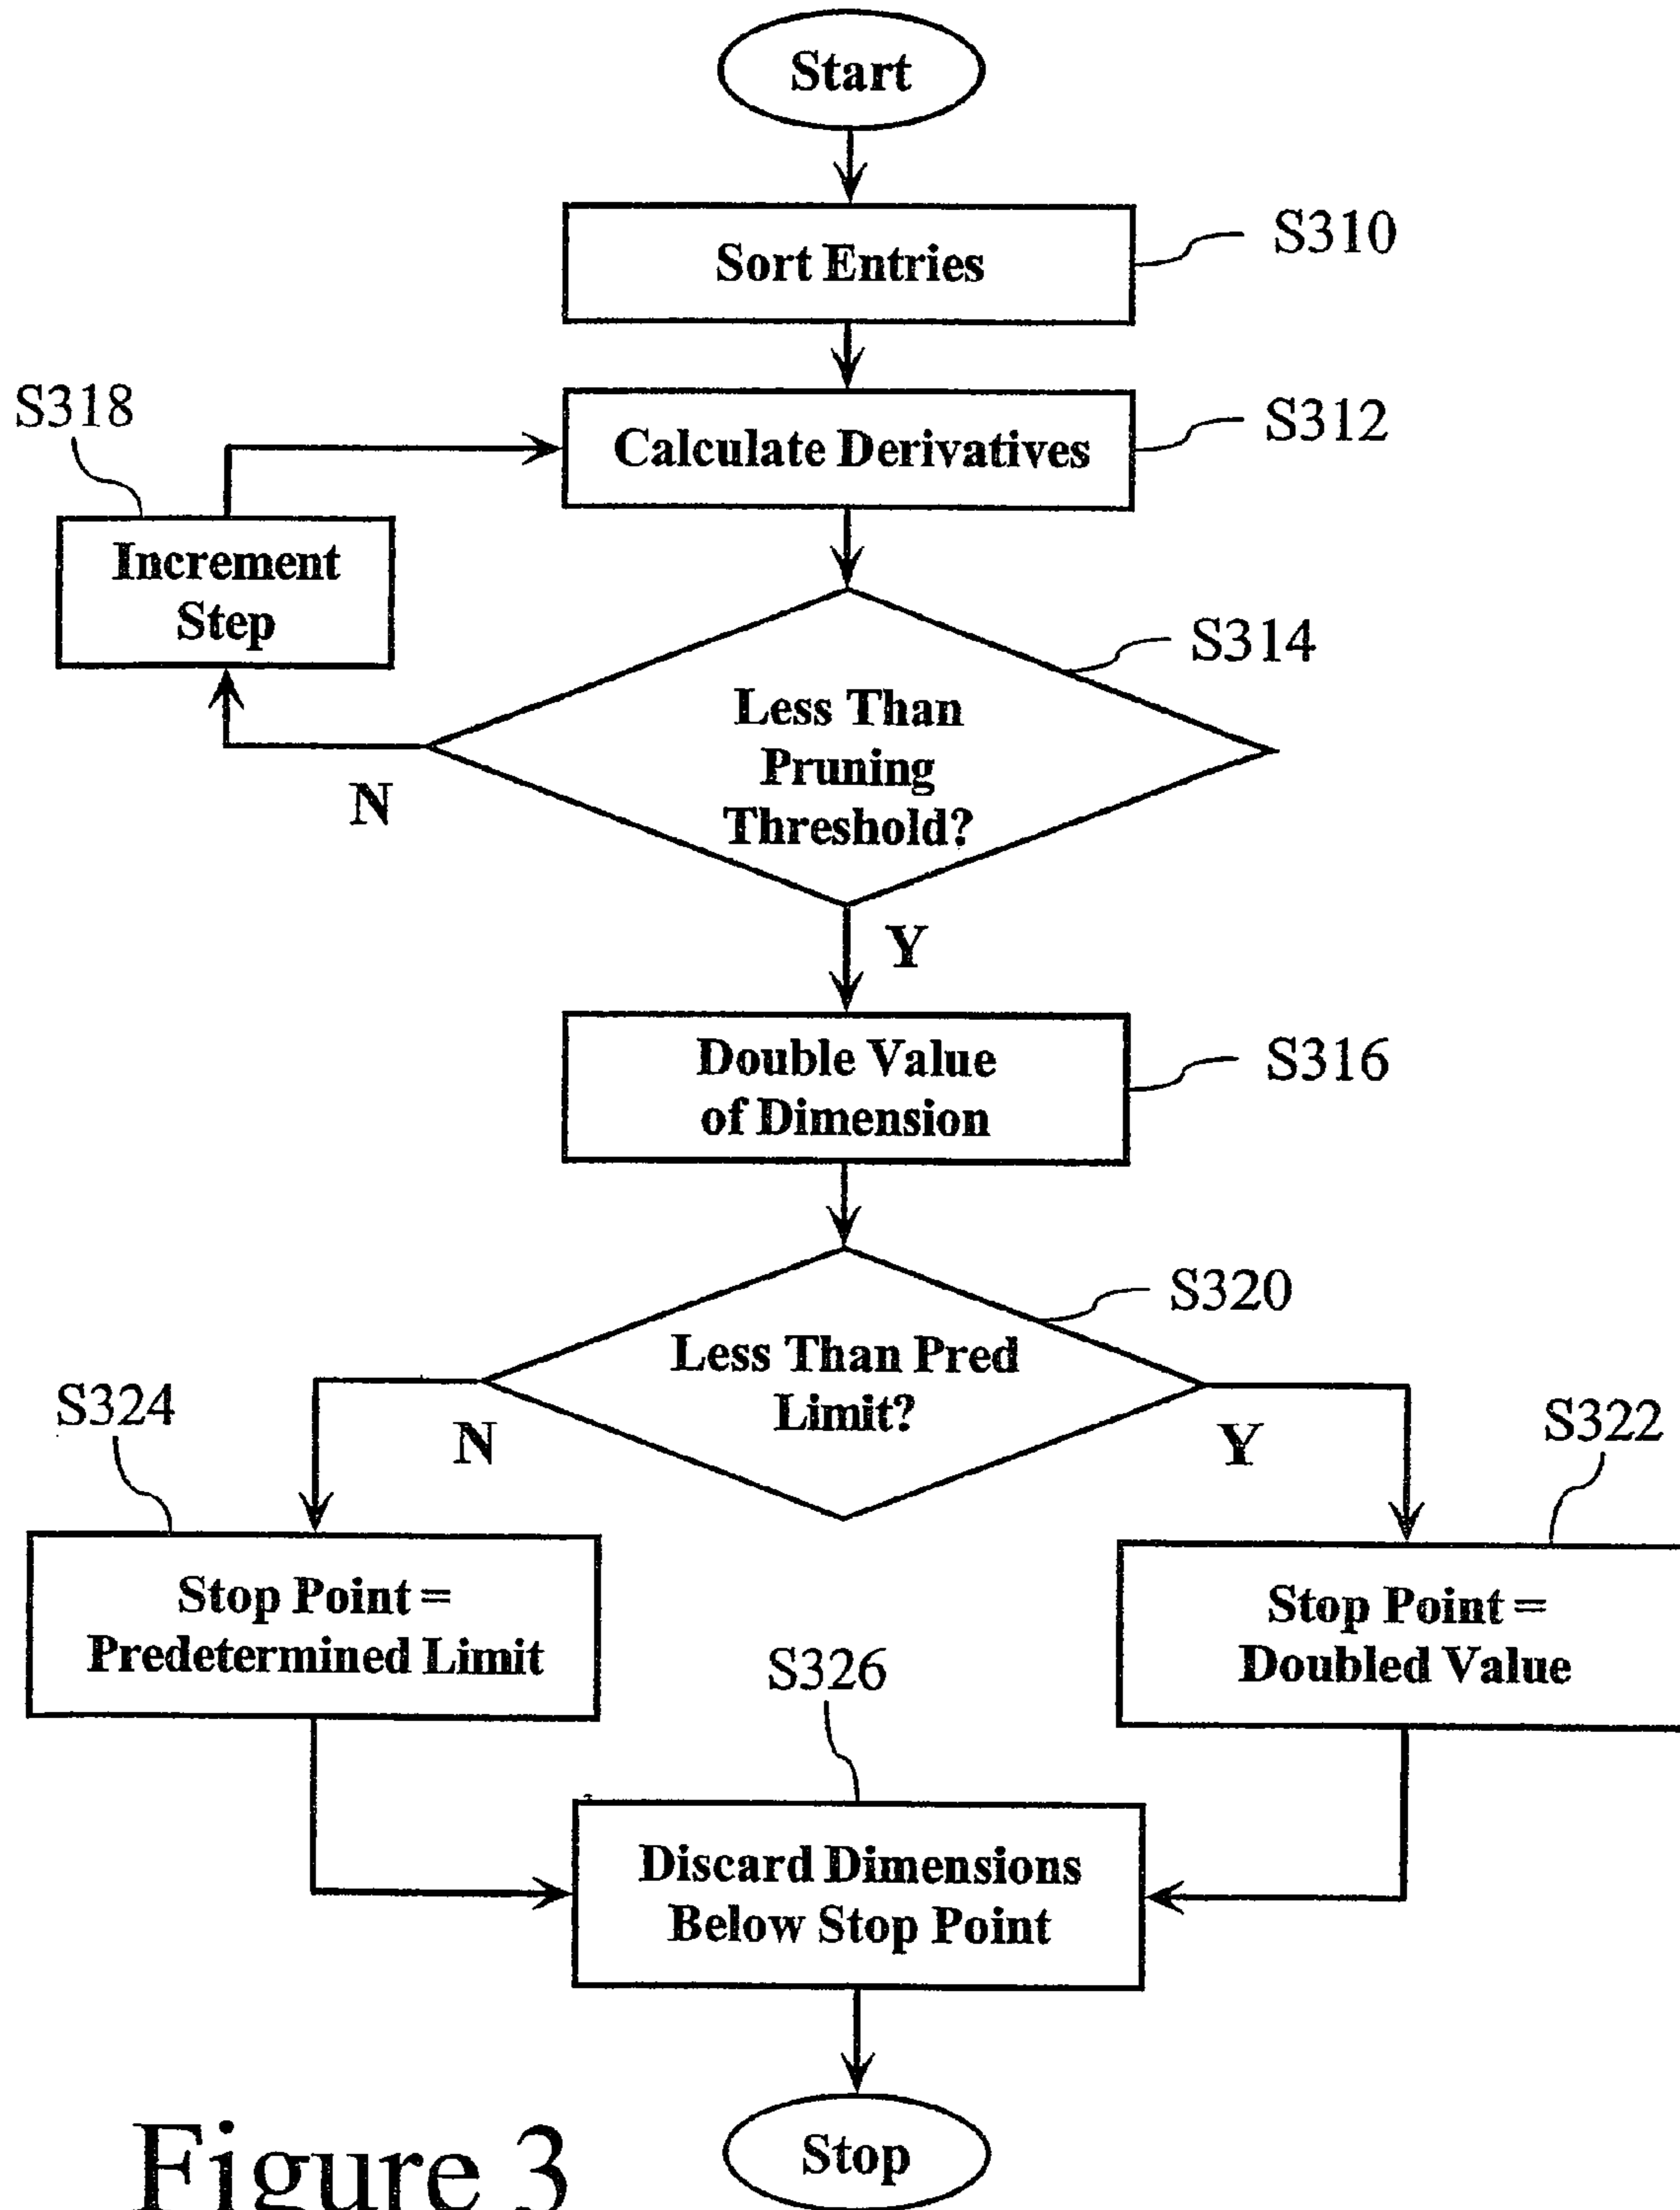 Start
Sort Entries
S310
S318
Calculate Derivatives
S312
Increment
Step
S314
Less Than
Pruning
Threshold?
N
Y
Double Value
of Dimension
S316
S320
Less Than Pred
Limit?
S324
N
Y
S322
Stop Point =
Predetermined Limit
Stop Point =
Doubled Value
S326
Discard Dimensions
Below Stop Point
Stop
Figure 3